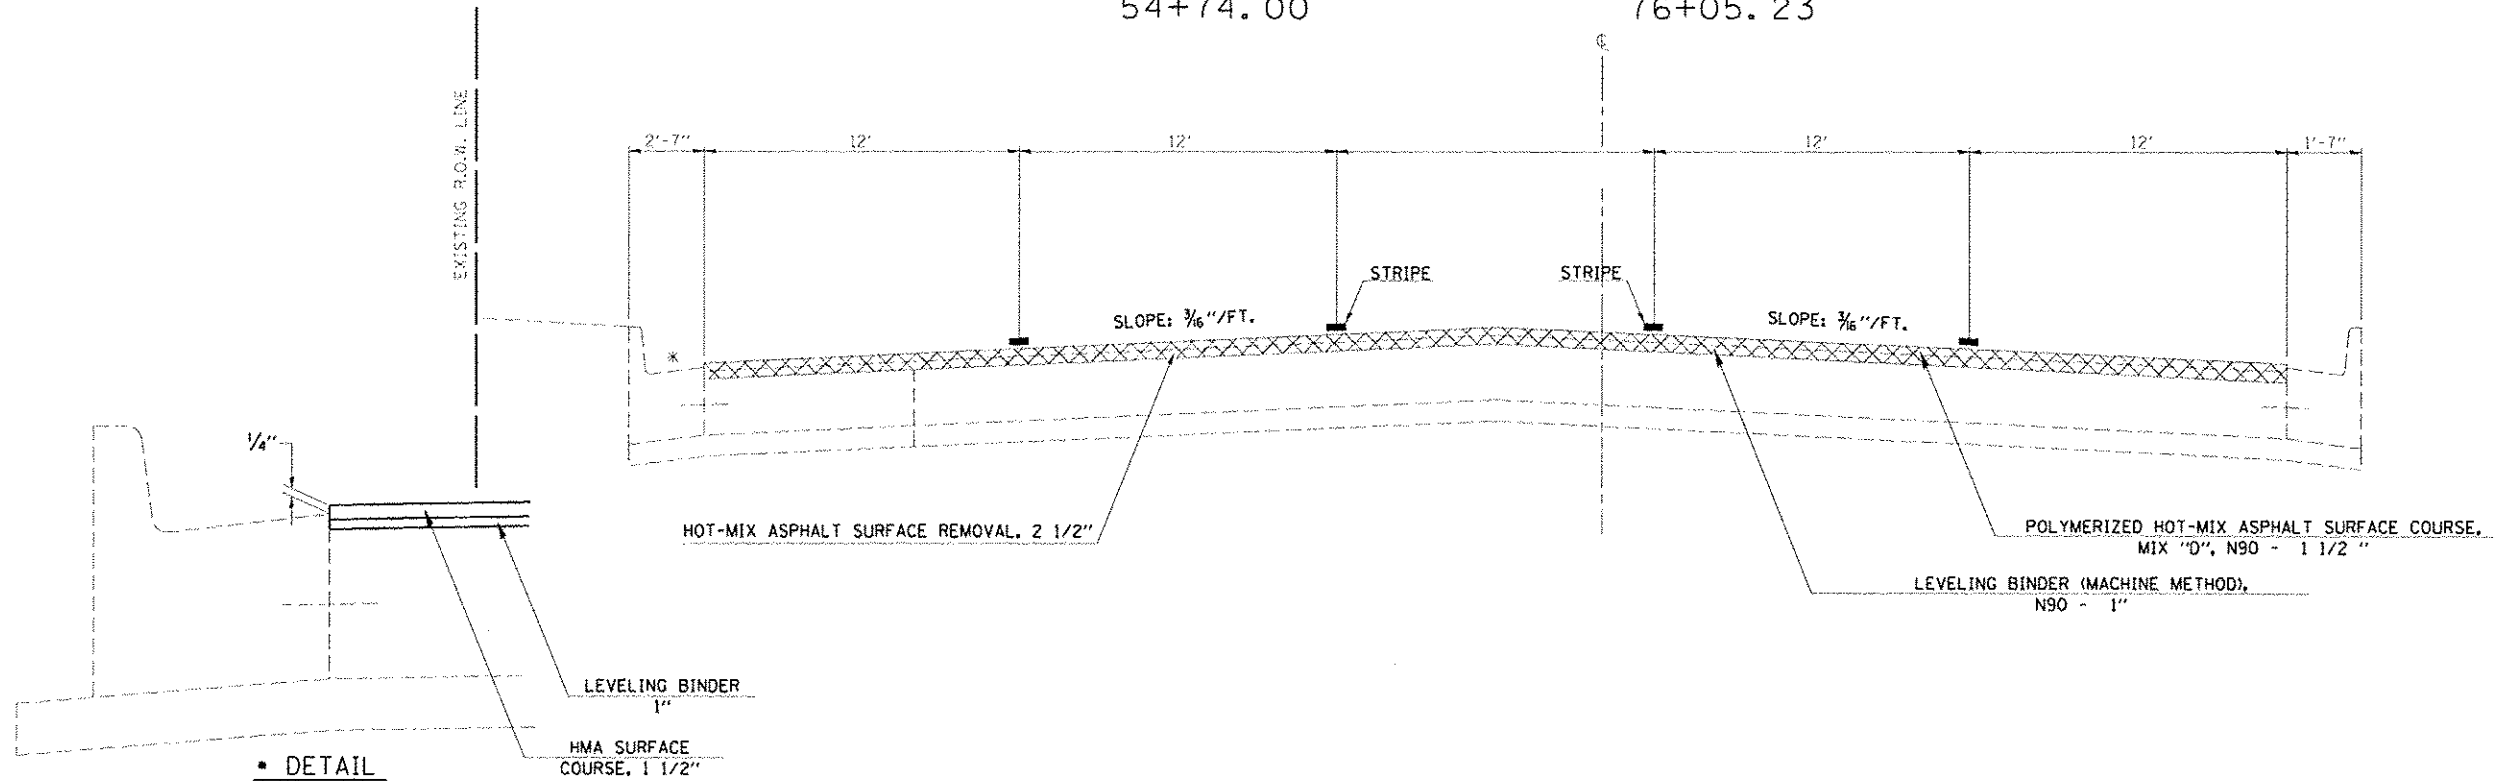 54+74.00
76+05.23
℄
EXISTING R.O.W. LINE
2'-7"
12'
12'
12'
12'
1'-7"
STRIPE
STRIPE
SLOPE: 3/16"/FT.
SLOPE: 3/16"/FT.
*
1/4"
HOT-MIX ASPHALT SURFACE REMOVAL, 2 1/2"
POLYMERIZED HOT-MIX ASPHALT SURFACE COURSE,
MIX "D", N90 - 1 1/2 "
LEVELING BINDER (MACHINE METHOD),
N90 - 1"
LEVELING BINDER
1"
HMA SURFACE
COURSE, 1 1/2"
* DETAIL